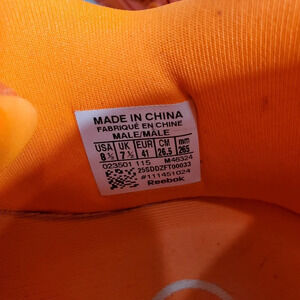 MADE IN CHINA
FABRIQUÉ EN CHINE
MALE/MALE
USA UK EUR CM mm
8½ 7½ 41 26.5 265
023501 115 M46324
25SDDZFT00033
#111451024
Reebok